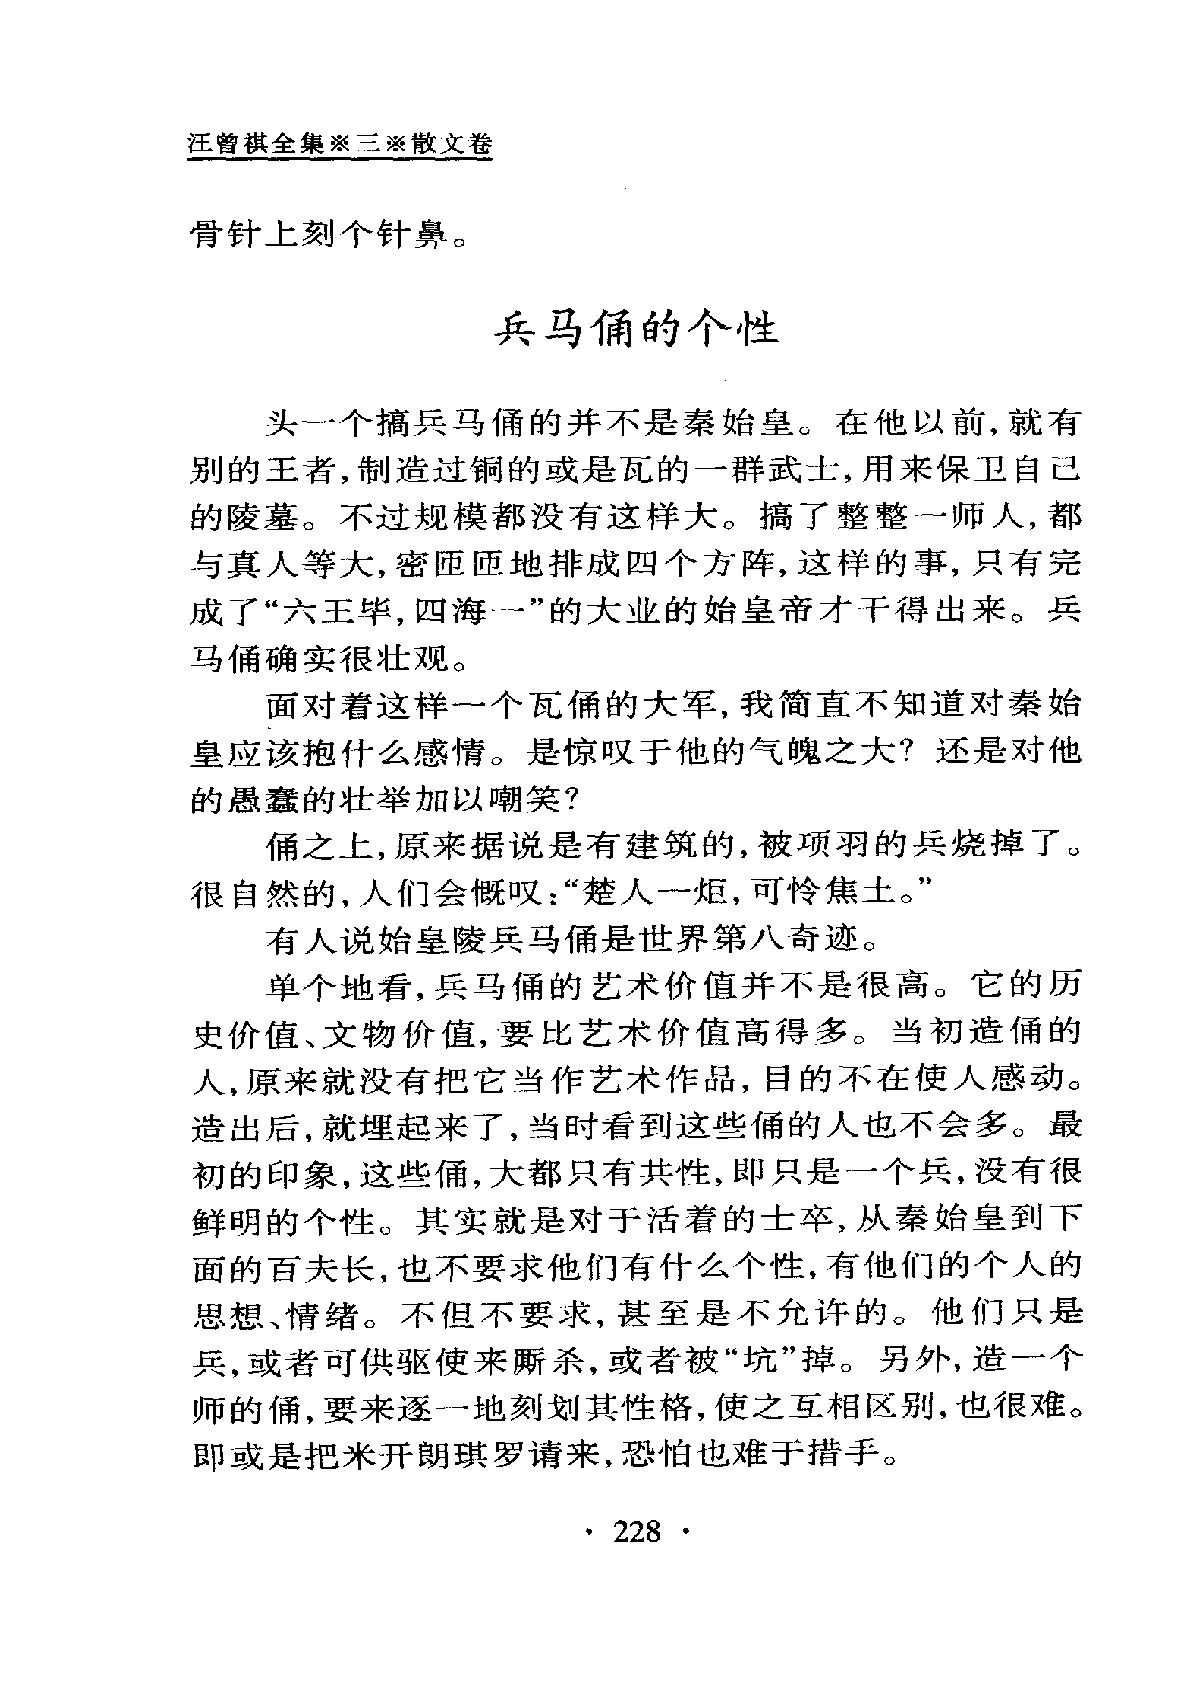 汪曾祺全集※三※散文卷
骨针上刻个针鼻。
兵马俑的个性
头一个搞兵马俑的并不是秦始皇。在他以前,就有
别的王者,制造过铜的或是瓦的一群武士,用来保卫自己
的陵墓。不过规模都没有这样大。搞了整整一师人,都
与真人等大,密匝匝地排成四个方阵,这样的事,只有完
成了“六王毕,四海一”的大业的始皇帝才干得出来。兵
马俑确实很壮观。
面对着这样一个瓦俑的大军,我简直不知道对秦始
皇应该抱什么感情。是惊叹于他的气魄之大?还是对他
的愚蠢的壮举加以嘲笑?
俑之上,原来据说是有建筑的,被项羽的兵烧掉了。
很自然的,人们会慨叹:“楚人一炬,可怜焦土。”
有人说始皇陵兵马俑是世界第八奇迹。
单个地看,兵马俑的艺术价值并不是很高。它的历
史价值、文物价值,要比艺术价值高得多。当初造俑的
人,原来就没有把它当作艺术作品,目的不在使人感动。
造出后,就埋起来了,当时看到这些俑的人也不会多。最
初的印象,这些俑,大都只有共性,即只是一个兵,没有很
鲜明的个性。其实就是对于活着的士卒,从秦始皇到下
面的百夫长,也不要求他们有什么个性,有他们的个人的
思想、情绪。不但不要求,甚至是不允许的。他们只是
兵,或者可供驱使来厮杀,或者被“坑”掉。另外,造一个
师的俑,要来逐一地刻划其性格,使之互相区别,也很难。
即或是把米开朗琪罗请来,恐怕也难于措手。
· 228 ·